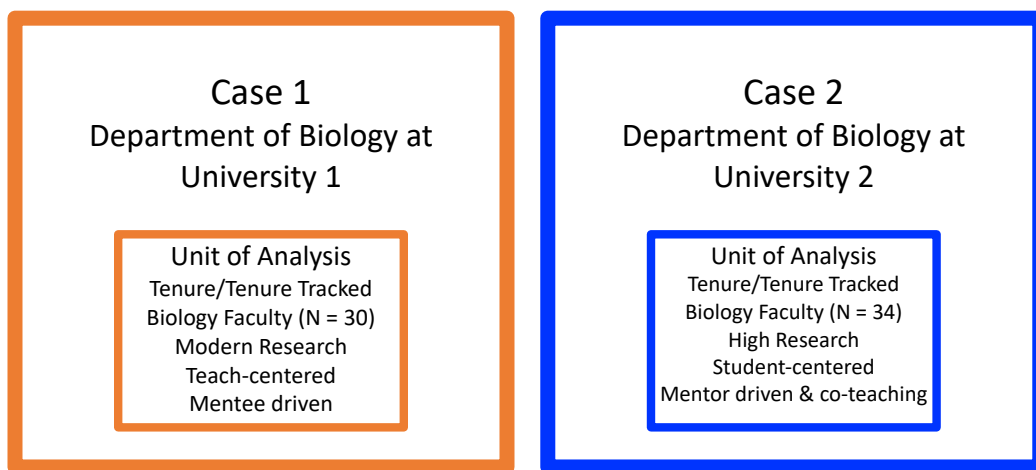 Case 1
Department of Biology at
University 1
Unit of Analysis
Tenure/Tenure Tracked
Biology Faculty (N = 30)
Modern Research
Teach-centered
Mentee driven
Case 2
Department of Biology at
University 2
Unit of Analysis
Tenure/Tenure Tracked
Biology Faculty (N = 34)
High Research
Student-centered
Mentor driven & co-teaching